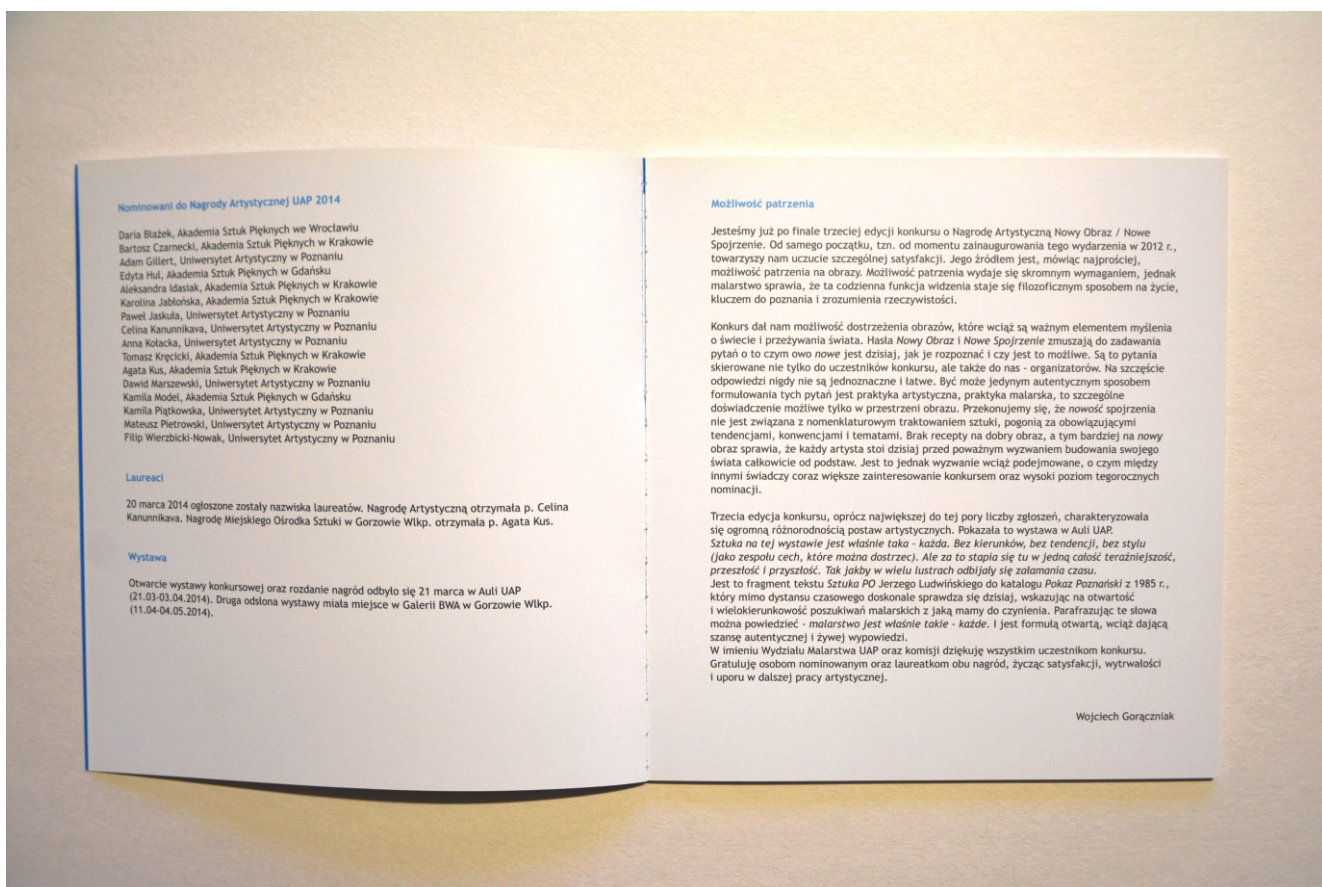 Nominowani do Nagrody Artystycznej UAP 2014
Daria Błażek, Akademia Sztuk Pięknych we Wrocławiu
Bartosz Czarnecki, Akademia Sztuk Pięknych w Krakowie
Adam Gillert, Uniwersytet Artystyczny w Poznaniu
Edyta Hul, Akademia Sztuk Pięknych w Gdańsku
Aleksandra Idasiak, Akademia Sztuk Pięknych w Krakowie
Karolina Jabłońska, Akademia Sztuk Pięknych w Krakowie
Paweł Jaskuła, Uniwersytet Artystyczny w Poznaniu
Celina Kanunnikava, Uniwersytet Artystyczny w Poznaniu
Anna Kołacka, Uniwersytet Artystyczny w Poznaniu
Tomasz Kręcicki, Akademia Sztuk Pięknych w Krakowie
Agata Kus, Akademia Sztuk Pięknych w Krakowie
Dawid Marszewski, Uniwersytet Artystyczny w Poznaniu
Kamila Model, Akademia Sztuk Pięknych w Gdańsku
Kamila Piątkowska, Uniwersytet Artystyczny w Poznaniu
Mateusz Pietrowski, Uniwersytet Artystyczny w Poznaniu
Filip Wierzbicki-Nowak, Uniwersytet Artystyczny w Poznaniu
Laureaci
20 marca 2014 ogłoszone zostały nazwiska laureatów. Nagrodę Artystyczną otrzymała p. Celina
Kanunnikava. Nagrodę Miejskiego Ośrodka Sztuki w Gorzowie Wlkp. otrzymała p. Agata Kus.
Wystawa
Otwarcie wystawy konkursowej oraz rozdanie nagród odbyło się 21 marca w Auli UAP
(21.03-03.04.2014). Druga odsłona wystawy miała miejsce w Galerii BWA w Gorzowie Wlkp.
(11.04-04.05.2014).
Możliwość patrzenia
Jesteśmy już po finale trzeciej edycji konkursu o Nagrodę Artystyczną Nowy Obraz / Nowe
Spojrzenie. Od samego początku, tzn. od momentu zainaugurowania tego wydarzenia w 2012 r.,
towarzyszy nam uczucie szczególnej satysfakcji. Jego źródłem jest, mówiąc najprościej,
możliwość patrzenia na obrazy. Możliwość patrzenia wydaje się skromnym wymaganiem, jednak
malarstwo sprawia, że ta codzienna funkcja widzenia staje się filozoficznym sposobem na życie,
kluczem do poznania i zrozumienia rzeczywistości.
Konkurs dał nam możliwość dostrzeżenia obrazów, które wciąż są ważnym elementem myślenia
o świecie i przeżywania świata. Hasła Nowy Obraz i Nowe Spojrzenie zmuszają do zadawania
pytań o to czym owo nowe jest dzisiaj, jak je rozpoznać i czy jest to możliwe. Są to pytania
skierowane nie tylko do uczestników konkursu, ale także do nas - organizatorów. Na szczęście
odpowiedzi nigdy nie są jednoznaczne i łatwe. Być może jedynym autentycznym sposobem
formułowania tych pytań jest praktyka artystyczna, praktyka malarska, to szczególne
doświadczenie możliwe tylko w przestrzeni obrazu. Przekonujemy się, że nowość spojrzenia
nie jest związana z nomenklaturowym traktowaniem sztuki, pogonią za obowiązującymi
tendencjami, konwencjami i tematami. Brak recepty na dobry obraz, a tym bardziej na nowy
obraz sprawia, że każdy artysta stoi dzisiaj przed poważnym wyzwaniem budowania swojego
świata całkowicie od podstaw. Jest to jednak wyzwanie wciąż podejmowane, o czym między
innymi świadczy coraz większe zainteresowanie konkursem oraz wysoki poziom tegorocznych
nominacji.
Trzecia edycja konkursu, oprócz największej do tej pory liczby zgłoszeń, charakteryzowała
się ogromną różnorodnością postaw artystycznych. Pokazała to wystawa w Auli UAP.
Sztuka na tej wystawie jest właśnie taka - każda. Bez kierunków, bez tendencji, bez stylu
(jako zespołu cech, które można dostrzec). Ale za to stapia się tu w jedną całość teraźniejszość,
przeszłość i przyszłość. Tak jakby w wielu lustrach odbijały się załamania czasu.
Jest to fragment tekstu Sztuka PO Jerzego Ludwińskiego do katalogu Pokaz Poznański z 1985 r.,
który mimo dystansu czasowego doskonale sprawdza się dzisiaj, wskazując na otwartość
i wielokierunkowość poszukiwań malarskich z jaką mamy do czynienia. Parafrazując te słowa
można powiedzieć - malarstwo jest właśnie takie - każde. I jest formułą otwartą, wciąż dającą
szansę autentycznej i żywej wypowiedzi.
W imieniu Wydziału Malarstwa UAP oraz komisji dziękuję wszystkim uczestnikom konkursu.
Gratuluję osobom nominowanym oraz laureatkom obu nagród, życząc satysfakcji, wytrwałości
i uporu w dalszej pracy artystycznej.
Wojciech Gorączniak